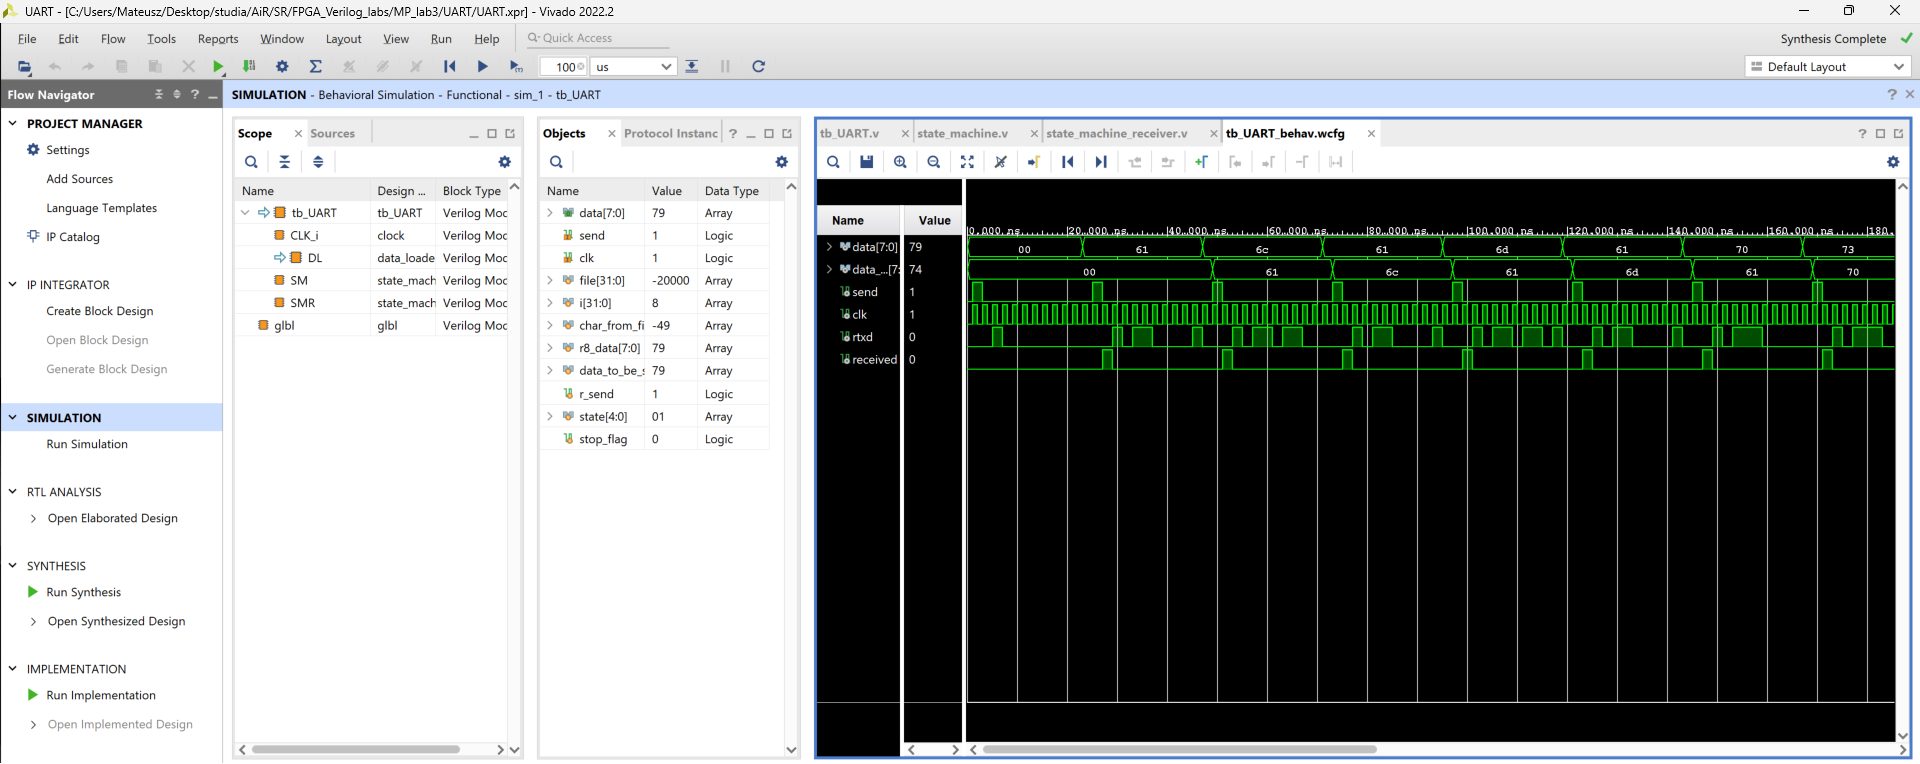 UART - [C:/Users/Mateusz/Desktop/studia/AiR/SR/FPGA_Verilog_labs/MP_lab3/UART/UART.xpr] - Vivado 2022.2
File Edit Flow Tools Reports Window Layout View Run Help Quick Access Synthesis Complete
100 us Default Layout
Flow Navigator
PROJECT MANAGER
Settings
Add Sources
Language Templates
IP Catalog
IP INTEGRATOR
Create Block Design
Open Block Design
Generate Block Design
SIMULATION
Run Simulation
RTL ANALYSIS
Open Elaborated Design
SYNTHESIS
Run Synthesis
Open Synthesized Design
IMPLEMENTATION
Run Implementation
Open Implemented Design
SIMULATION - Behavioral Simulation - Functional - sim_1 - tb_UART
Scope Sources
Name Design ... Block Type
tb_UART tb_UART Verilog Moc
CLK_i clock Verilog Moc
DL data_loade Verilog Moc
SM state_mach Verilog Moc
SMR state_mach Verilog Moc
glbl glbl Verilog Moc
Objects Protocol Instanc
Name Value Data Type
data[7:0] 79 Array
send 1 Logic
clk 1 Logic
file[31:0] -20000 Array
i[31:0] 8 Array
char_from_fi -49 Array
r8_data[7:0] 79 Array
data_to_be_s 79 Array
r_send 1 Logic
state[4:0] 01 Array
stop_flag 0 Logic
tb_UART.v state_machine.v state_machine_receiver.v tb_UART_behav.wcfg
Name Value
0.000 ns 20.000 ns 40.000 ns 60.000 ns 80.000 ns 100.000 ns 120.000 ns 140.000 ns 160.000 ns 180.
data[7:0] 79 00 61 6c 61 6d 61 70 73
data_...[7: 74 00 61 6c 61 6d 61 70
send 1
clk 1
rtxd 0
received 0